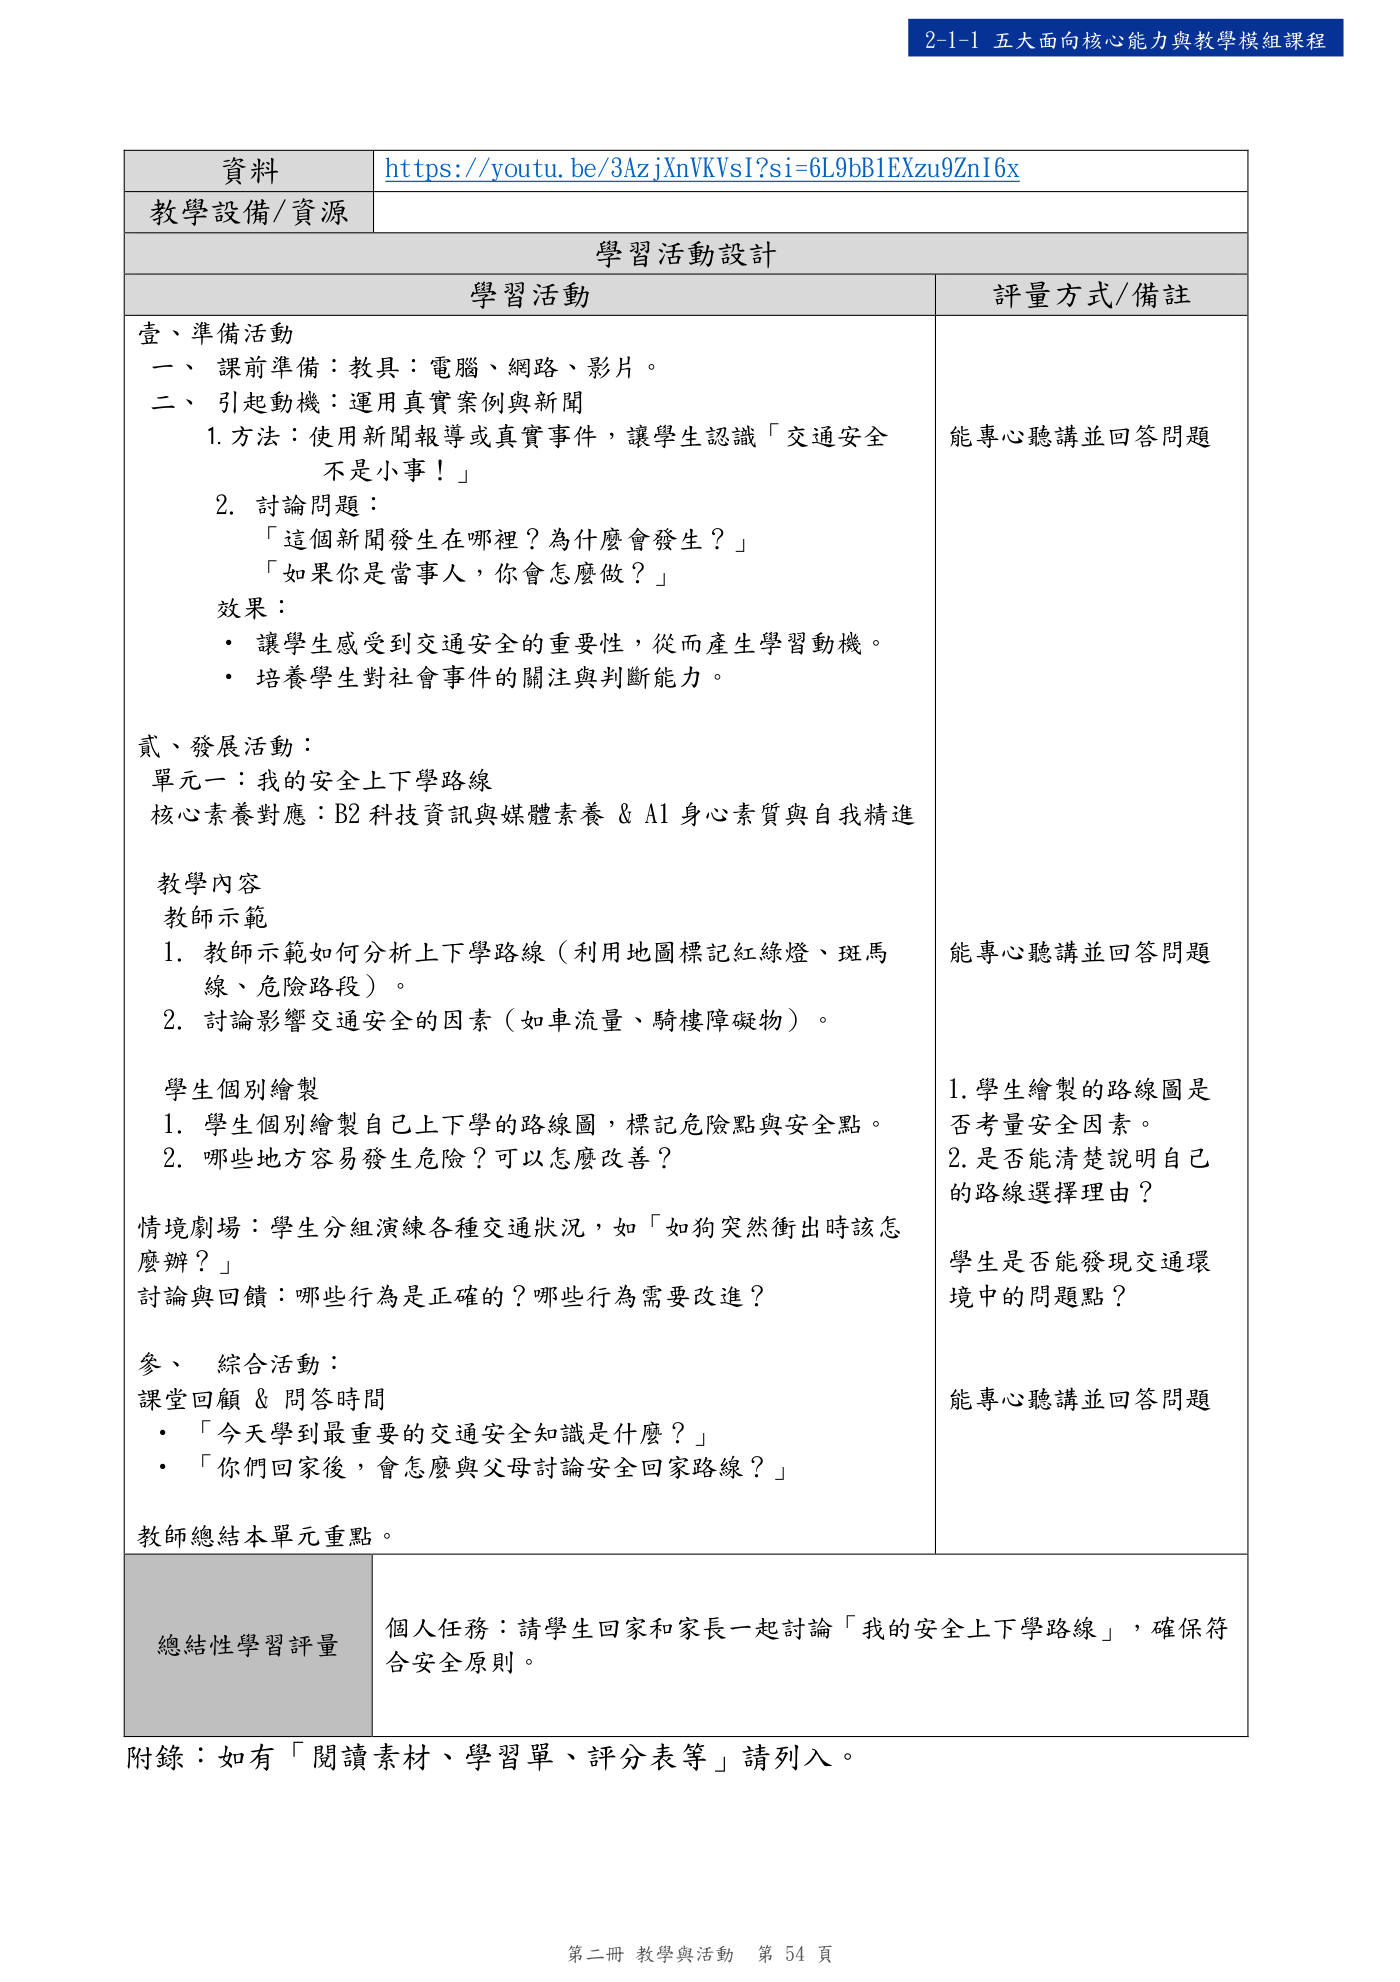 2-1-1 五大面向核心能力與教學模組課程
資料
https://youtu.be/3AzjXnVKVsI?si=6L9bB1EXzu9ZnI6x
教學設備/資源
學習活動設計
學習活動
評量方式/備註
壹、準備活動
一、 課前準備：教具：電腦、網路、影片。
二、 引起動機：運用真實案例與新聞
1.方法：使用新聞報導或真實事件，讓學生認識「交通安全
不是小事！」
2. 討論問題：
「這個新聞發生在哪裡？為什麼會發生？」
「如果你是當事人，你會怎麼做？」
效果：
• 讓學生感受到交通安全的重要性，從而產生學習動機。
• 培養學生對社會事件的關注與判斷能力。
貳、發展活動：
單元一：我的安全上下學路線
核心素養對應：B2 科技資訊與媒體素養 & A1 身心素質與自我精進
教學內容
教師示範
1. 教師示範如何分析上下學路線（利用地圖標記紅綠燈、斑馬
線、危險路段）。
2. 討論影響交通安全的因素（如車流量、騎樓障礙物）。
學生個別繪製
1. 學生個別繪製自己上下學的路線圖，標記危險點與安全點。
2. 哪些地方容易發生危險？可以怎麼改善？
情境劇場：學生分組演練各種交通狀況，如「如狗突然衝出時該怎
麼辦？」
討論與回饋：哪些行為是正確的？哪些行為需要改進？
參、 綜合活動：
課堂回顧 & 問答時間
• 「今天學到最重要的交通安全知識是什麼？」
• 「你們回家後，會怎麼與父母討論安全回家路線？」
教師總結本單元重點。
能專心聽講並回答問題
能專心聽講並回答問題
1.學生繪製的路線圖是
否考量安全因素。
2.是否能清楚說明自己
的路線選擇理由？
學生是否能發現交通環
境中的問題點？
能專心聽講並回答問題
總結性學習評量
個人任務：請學生回家和家長一起討論「我的安全上下學路線」，確保符
合安全原則。
附錄：如有「閱讀素材、學習單、評分表等」請列入。
第二冊 教學與活動 第 54 頁